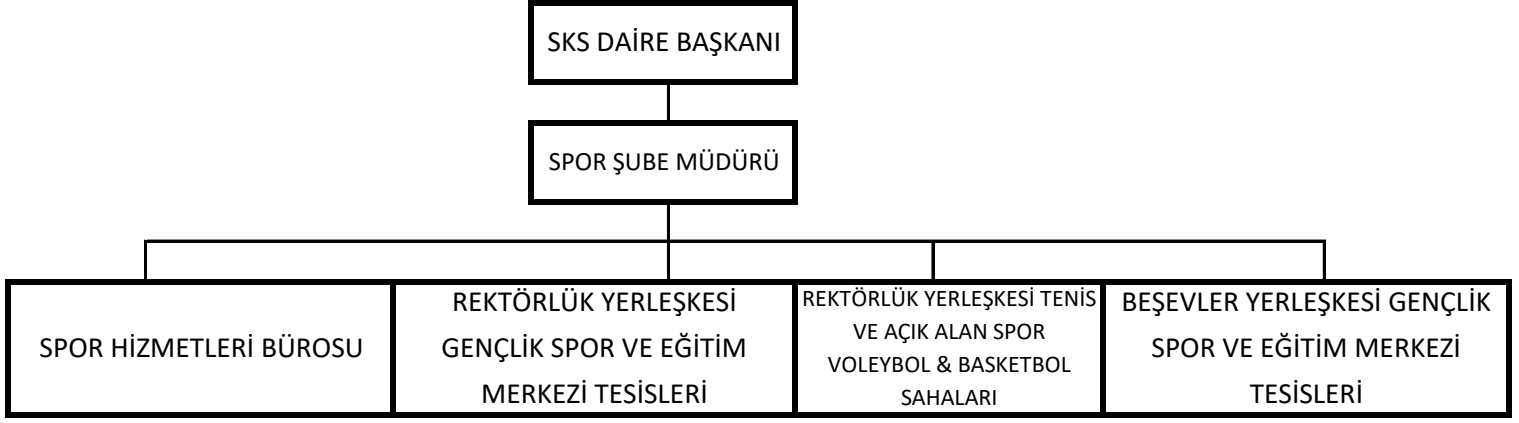 SKS DAİRE BAŞKANI
SPOR ŞUBE MÜDÜRÜ
SPOR HİZMETLERİ BÜROSU
REKTÖRLÜK YERLEŞKESİ
GENÇLİK SPOR VE EĞİTİM
MERKEZİ TESİSLERİ
REKTÖRLÜK YERLEŞKESİ TENİS
VE AÇIK ALAN SPOR
VOLEYBOL & BASKETBOL
SAHALARI
BEŞEVLER YERLEŞKESİ GENÇLİK
SPOR VE EĞİTİM MERKEZİ
TESİSLERİ